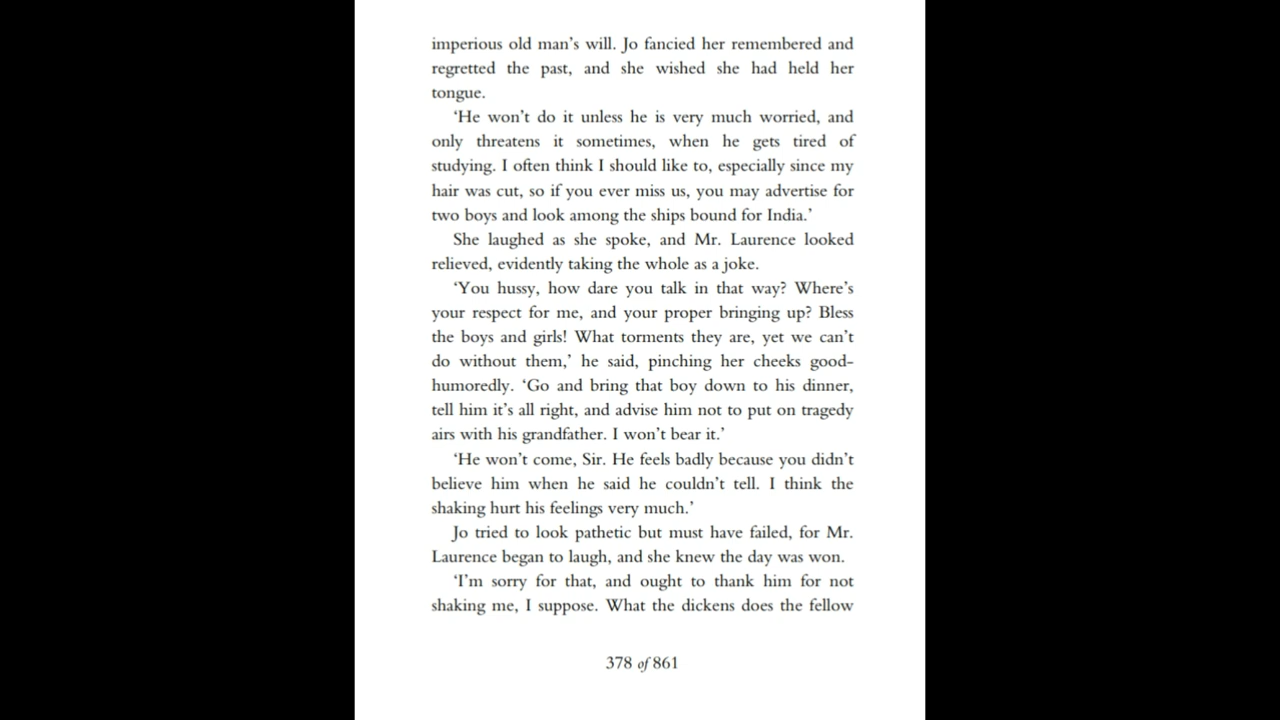 imperious old man’s will. Jo fancied her remembered and
regretted the past, and she wished she had held her
tongue.
‘He won’t do it unless he is very much worried, and
only threatens it sometimes, when he gets tired of
studying. I often think I should like to, especially since my
hair was cut, so if you ever miss us, you may advertise for
two boys and look among the ships bound for India.’
She laughed as she spoke, and Mr. Laurence looked
relieved, evidently taking the whole as a joke.
‘You hussy, how dare you talk in that way? Where’s
your respect for me, and your proper bringing up? Bless
the boys and girls! What torments they are, yet we can’t
do without them,’ he said, pinching her cheeks good-
humoredly. ‘Go and bring that boy down to his dinner,
tell him it’s all right, and advise him not to put on tragedy
airs with his grandfather. I won’t bear it.’
‘He won’t come, Sir. He feels badly because you didn’t
believe him when he said he couldn’t tell. I think the
shaking hurt his feelings very much.’
Jo tried to look pathetic but must have failed, for Mr.
Laurence began to laugh, and she knew the day was won.
‘I’m sorry for that, and ought to thank him for not
shaking me, I suppose. What the dickens does the fellow
378 of 861